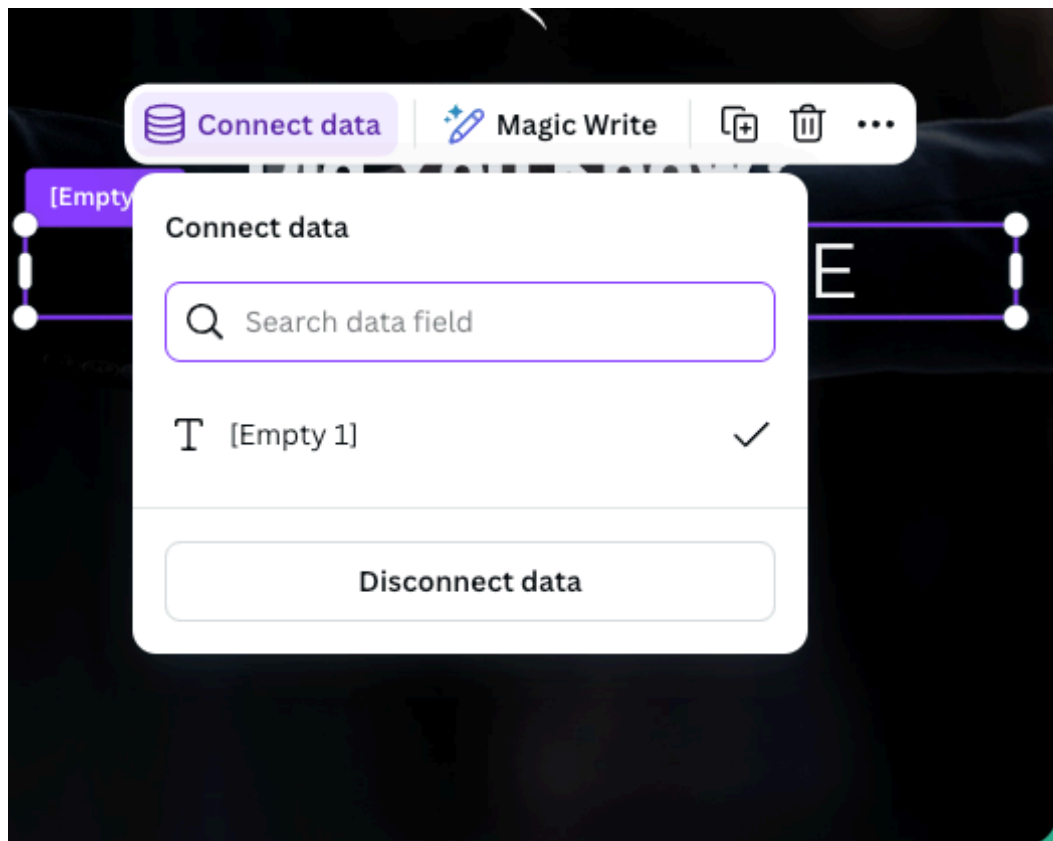 Connect data
Magic Write
[Empty
Connect data
E
Search data field
[Empty 1]
Disconnect data